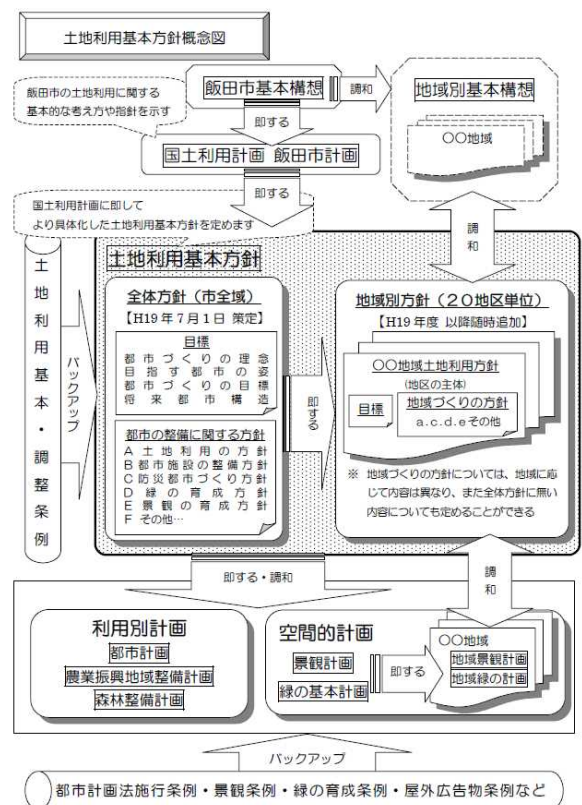 土地利用基本方針概念図
飯田市の土地利用に関する
基本的な考え方や指針を示す
飯田市基本構想
調和
地域別基本構想
〇〇地域
即する
国土利用計画 飯田市計画
即する
国土利用計画に即して
より具体化した土地利用基本方針を定めます
調和
土地利用基本・調整条例
バックアップ
土地利用基本方針
全体方針（市全域）
【H19年7月1日 策定】
目標
都市づくりの理念
目指す都市の姿
都市づくりの目標
将来都市構造
都市の整備に関する方針
A 土地利用の方針
B 都市施設の整備方針
C 防災都市づくり方針
D 緑の育成方針
E 景観の育成方針
F その他…
即する
地域別方針（20地区単位）
【H19年度 以降随時追加】
〇〇地域土地利用方針
(地区の主体)
目標
地域づくりの方針
a.c.d.e その他
※ 地域づくりの方針については、地域に応
じて内容は異なり、また全体方針に無い
内容についても定めることができる
即する・調和
調和
利用別計画
都市計画
農業振興地域整備計画
森林整備計画
空間的計画
景観計画
緑の基本計画
即する
〇〇地域
地域景観計画
地域緑の計画
バックアップ
都市計画法施行条例・景観条例・緑の育成条例・屋外広告物条例など